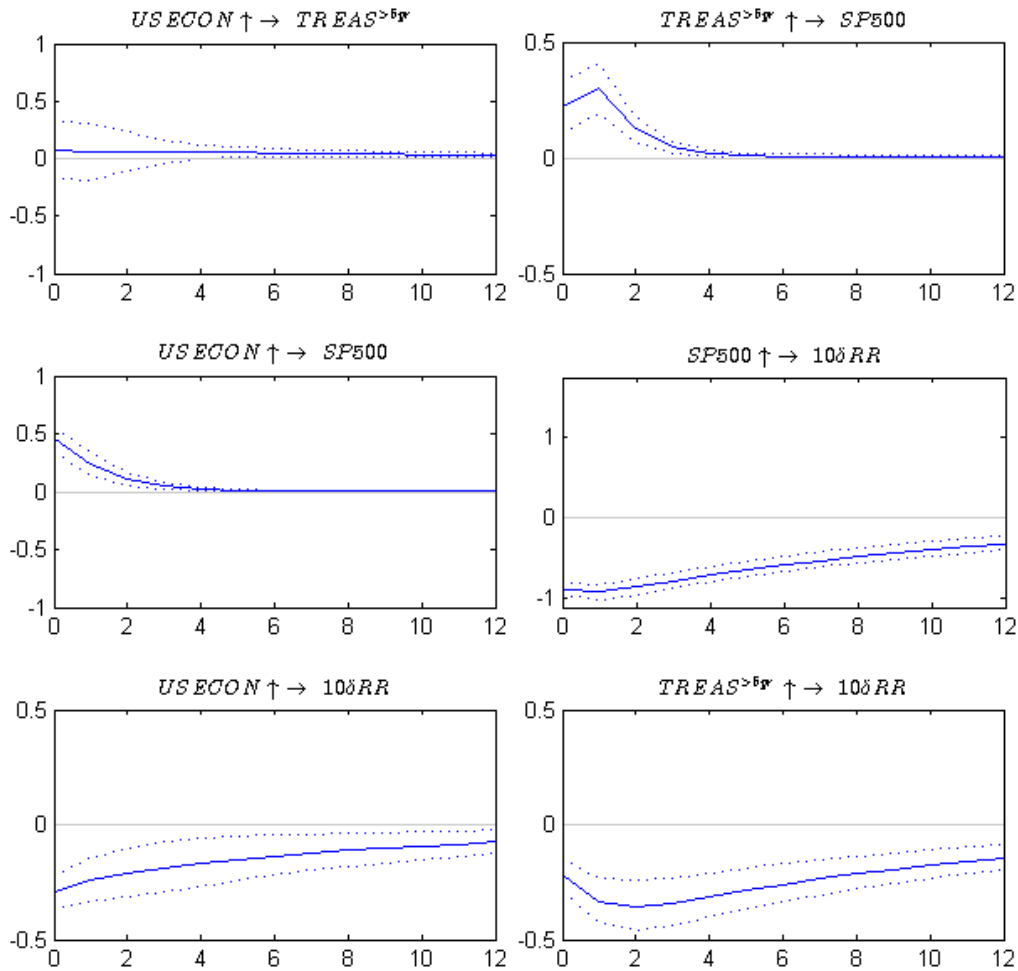 USECON ↑ → TREAS^{>5yr}
1
0.5
0
-0.5
-1
0 2 4 6 8 10 12
TREAS^{>5yr} ↑ → SP500
0.5
0
-0.5
0 2 4 6 8 10 12
USECON ↑ → SP500
1
0.5
0
-0.5
-1
0 2 4 6 8 10 12
SP500 ↑ → 10δRR
1
0
-1
0 2 4 6 8 10 12
USECON ↑ → 10δRR
0.5
0
-0.5
0 2 4 6 8 10 12
TREAS^{>5yr} ↑ → 10δRR
0.5
0
-0.5
0 2 4 6 8 10 12